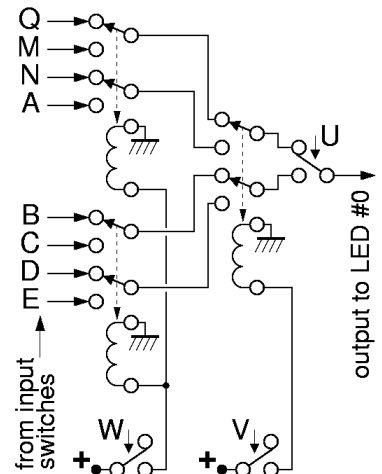 Q
M
N
A
U
B
C
D
E
output to LED #0
from input
switches
W
V
+
+